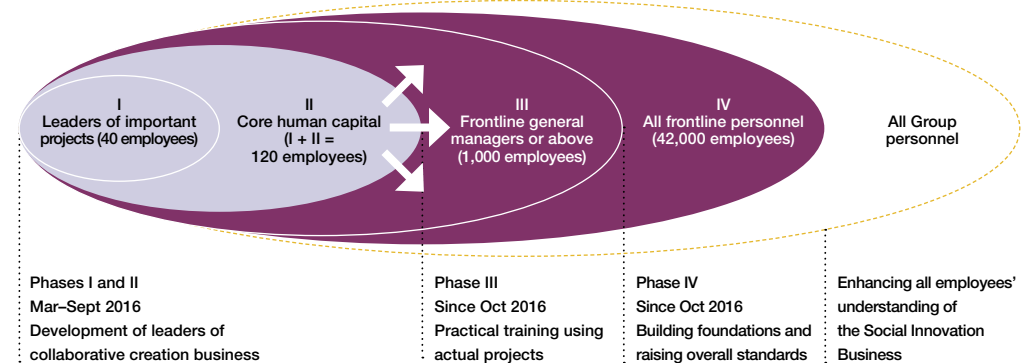 I
Leaders of important
projects (40 employees)
II
Core human capital
(I + II =
120 employees)
III
Frontline general
managers or above
(1,000 employees)
IV
All frontline personnel
(42,000 employees)
All Group
personnel
Phases I and II
Mar–Sept 2016
Development of leaders of
collaborative creation business
Phase III
Since Oct 2016
Practical training using
actual projects
Phase IV
Since Oct 2016
Building foundations and
raising overall standards
Enhancing all employees’
understanding of
the Social Innovation
Business